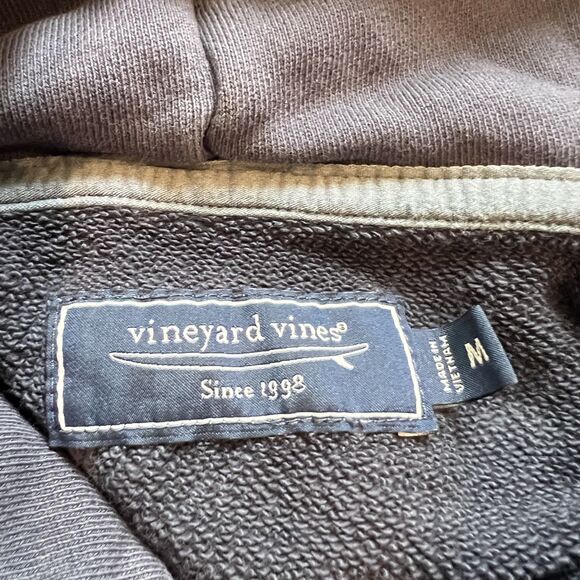 vineyard vines®
Since 1998
MADE IN
VIETNAM
M